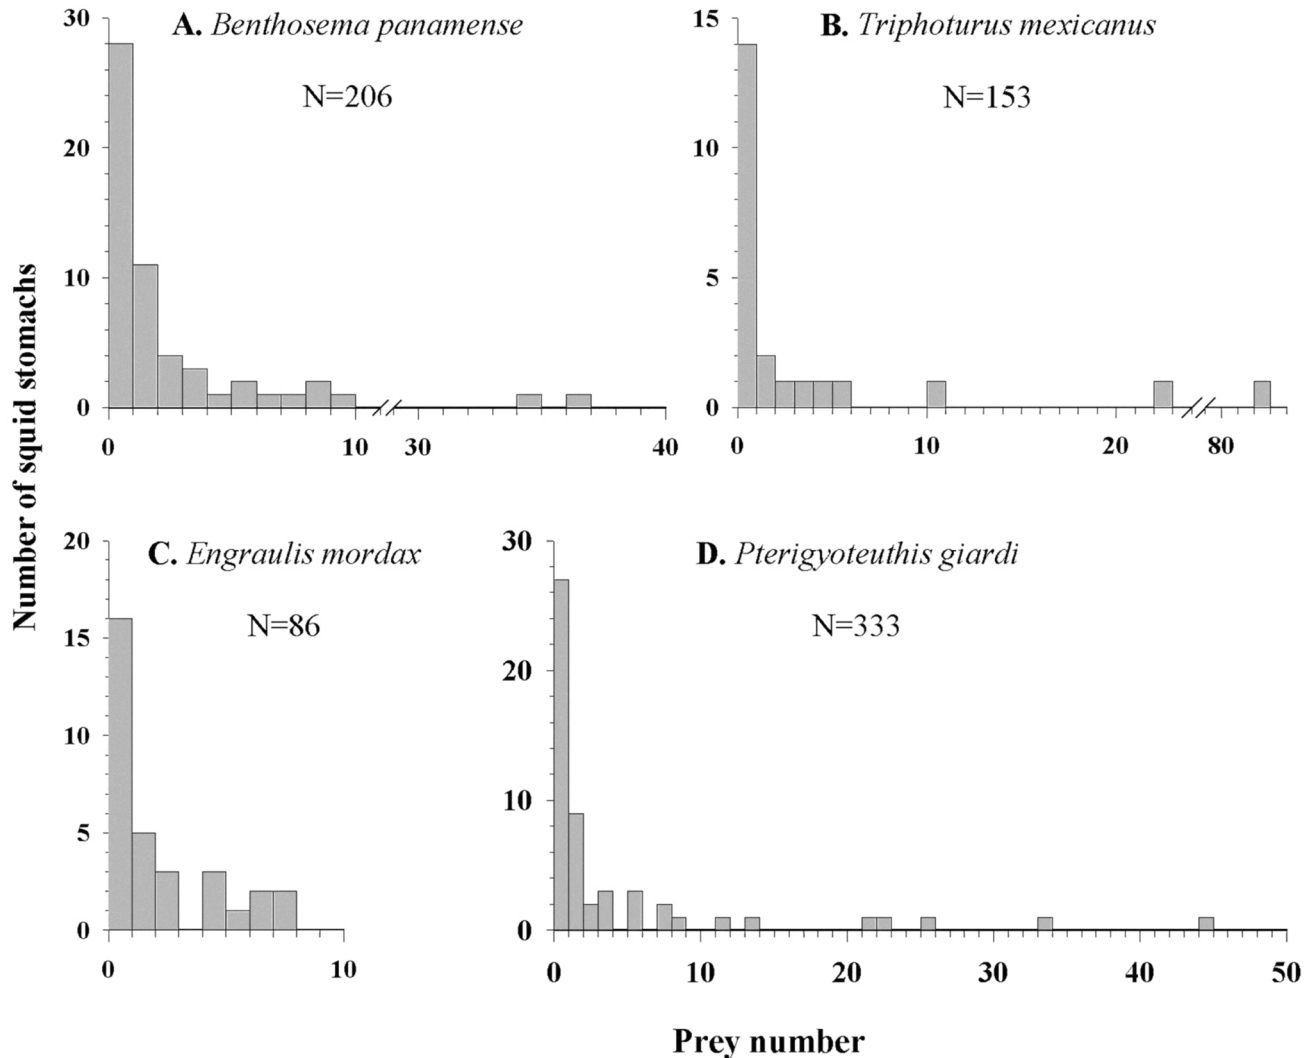 A. Benthosema panamense
N=206
30
20
10
0
0 10 30 40
B. Triphoturus mexicanus
N=153
15
10
5
0
0 10 20 80
Number of squid stomachs
C. Engraulis mordax
N=86
20
15
10
5
0
0 10
D. Pterigyoteuthis giardi
N=333
30
20
10
0
0 10 20 30 40 50
Prey number